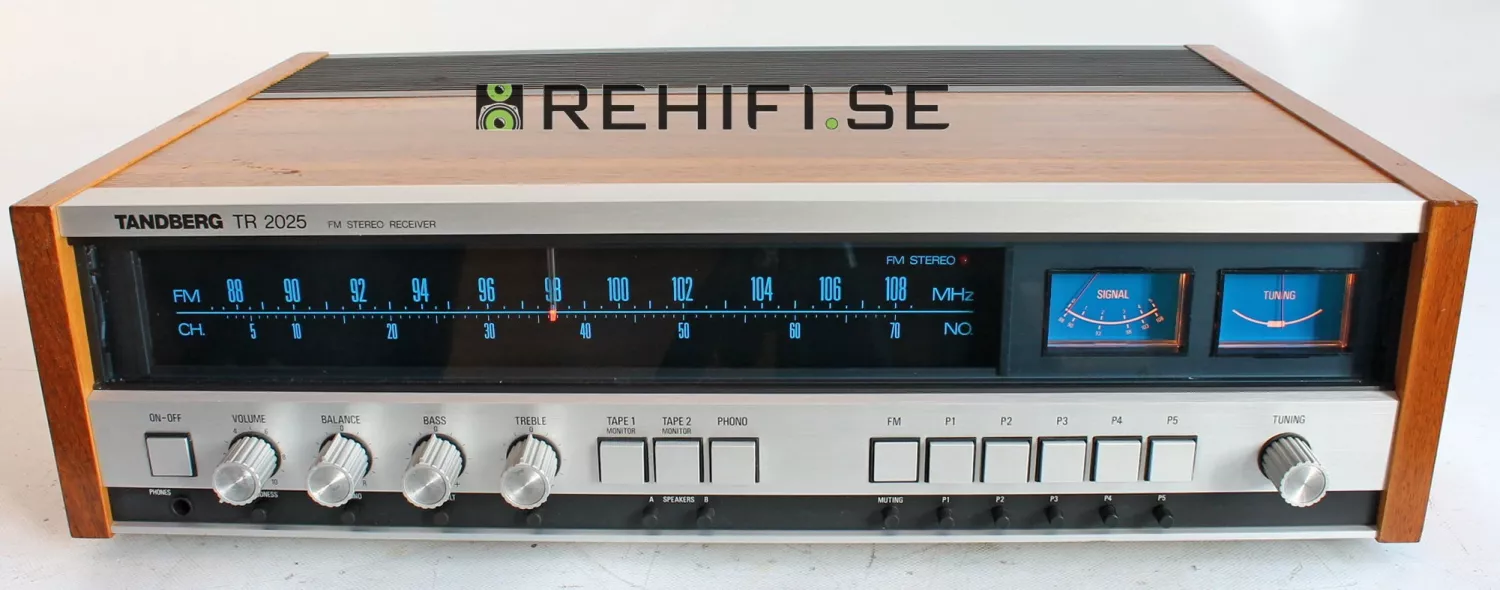 REHIFI.SE
TANDBERG TR 2025 FM STEREO RECEIVER
FM STEREO
FM 88 90 92 94 96 98 100 102 104 106 108 MHz
CH. 5 10 20 30 40 50 60 70 NO.
SIGNAL
TUNING
ON-OFF VOLUME BALANCE BASS TREBLE TAPE 1 TAPE 2 PHONO FM P1 P2 P3 P4 P5 TUNING
MONITOR MONITOR
PHONES A SPEAKERS B MUTING P1 P2 P3 P4 P5